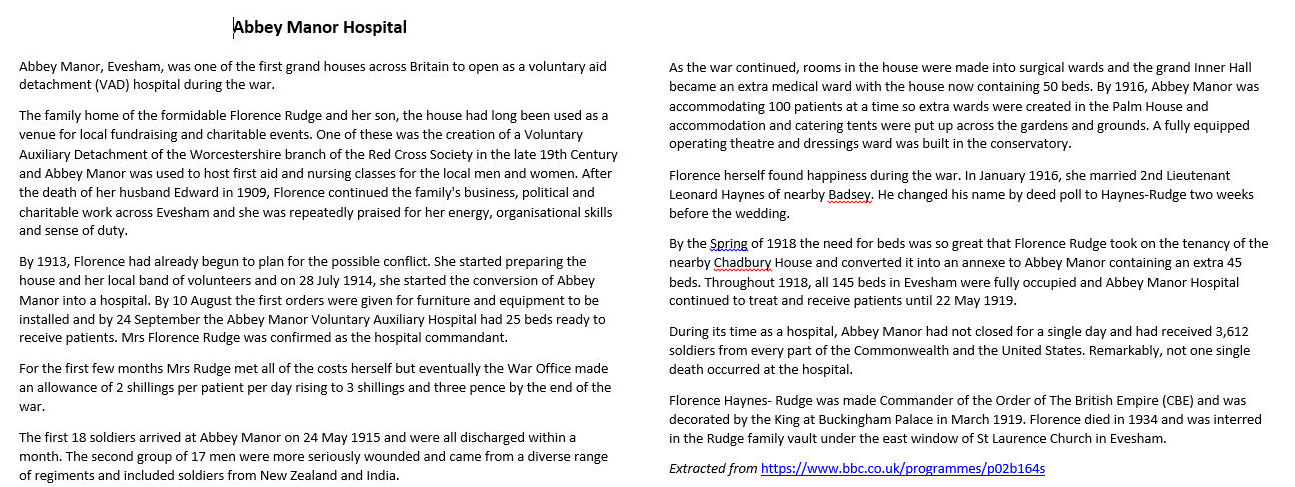 Abbey Manor Hospital
Abbey Manor, Evesham, was one of the first grand houses across Britain to open as a voluntary aid
detachment (VAD) hospital during the war.
The family home of the formidable Florence Rudge and her son, the house had long been used as a
venue for local fundraising and charitable events. One of these was the creation of a Voluntary
Auxiliary Detachment of the Worcestershire branch of the Red Cross Society in the late 19th Century
and Abbey Manor was used to host first aid and nursing classes for the local men and women. After
the death of her husband Edward in 1909, Florence continued the family's business, political and
charitable work across Evesham and she was repeatedly praised for her energy, organisational skills
and sense of duty.
By 1913, Florence had already begun to plan for the possible conflict. She started preparing the
house and her local band of volunteers and on 28 July 1914, she started the conversion of Abbey
Manor into a hospital. By 10 August the first orders were given for furniture and equipment to be
installed and by 24 September the Abbey Manor Voluntary Auxiliary Hospital had 25 beds ready to
receive patients. Mrs Florence Rudge was confirmed as the hospital commandant.
For the first few months Mrs Rudge met all of the costs herself but eventually the War Office made
an allowance of 2 shillings per patient per day rising to 3 shillings and three pence by the end of the
war.
The first 18 soldiers arrived at Abbey Manor on 24 May 1915 and were all discharged within a
month. The second group of 17 men were more seriously wounded and came from a diverse range
of regiments and included soldiers from New Zealand and India.
As the war continued, rooms in the house were made into surgical wards and the grand Inner Hall
became an extra medical ward with the house now containing 50 beds. By 1916, Abbey Manor was
accommodating 100 patients at a time so extra wards were created in the Palm House and
accommodation and catering tents were put up across the gardens and grounds. A fully equipped
operating theatre and dressings ward was built in the conservatory.
Florence herself found happiness during the war. In January 1916, she married 2nd Lieutenant
Leonard Haynes of nearby Badsey. He changed his name by deed poll to Haynes-Rudge two weeks
before the wedding.
By the Spring of 1918 the need for beds was so great that Florence Rudge took on the tenancy of the
nearby Chadbury House and converted it into an annexe to Abbey Manor containing an extra 45
beds. Throughout 1918, all 145 beds in Evesham were fully occupied and Abbey Manor Hospital
continued to treat and receive patients until 22 May 1919.
During its time as a hospital, Abbey Manor had not closed for a single day and had received 3,612
soldiers from every part of the Commonwealth and the United States. Remarkably, not one single
death occurred at the hospital.
Florence Haynes- Rudge was made Commander of the Order of The British Empire (CBE) and was
decorated by the King at Buckingham Palace in March 1919. Florence died in 1934 and was interred
in the Rudge family vault under the east window of St Laurence Church in Evesham.
Extracted from https://www.bbc.co.uk/programmes/p02b164s